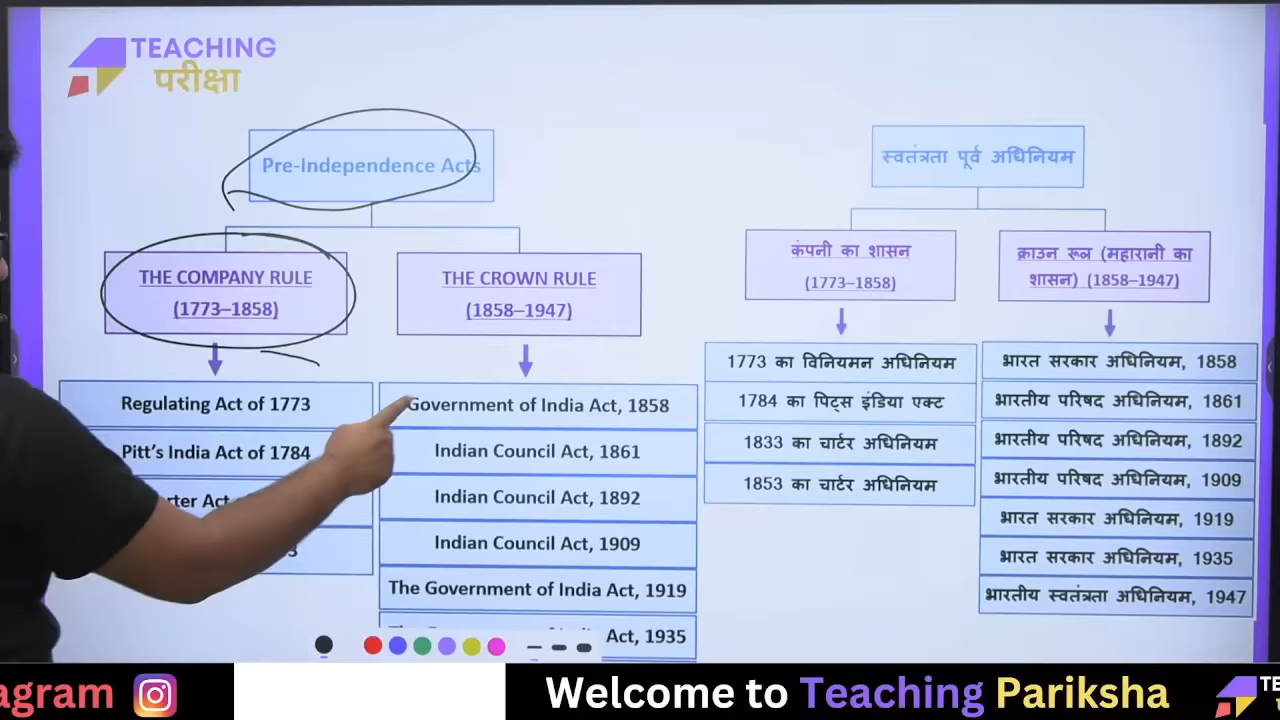 TEACHING
परीक्षा
Pre-Independence Acts
THE COMPANY RULE
(1773–1858)
THE CROWN RULE
(1858–1947)
Regulating Act of 1773
Pitt's India Act of 1784
Act
Government of India Act, 1858
Indian Council Act, 1861
Indian Council Act, 1892
Indian Council Act, 1909
The Government of India Act, 1919
Act, 1935
स्वतंत्रता पूर्व अधिनियम
कंपनी का शासन
(1773–1858)
क्राउन रूल (महारानी का
शासन) (1858–1947)
1773 का विनियमन अधिनियम
1784 का पिट्स इंडिया एक्ट
1833 का चार्टर अधिनियम
1853 का चार्टर अधिनियम
भारत सरकार अधिनियम, 1858
भारतीय परिषद अधिनियम, 1861
भारतीय परिषद अधिनियम, 1892
भारतीय परिषद अधिनियम, 1909
भारत सरकार अधिनियम, 1919
भारत सरकार अधिनियम, 1935
भारतीय स्वतंत्रता अधिनियम, 1947
agram
Welcome to Teaching Pariksha
TE